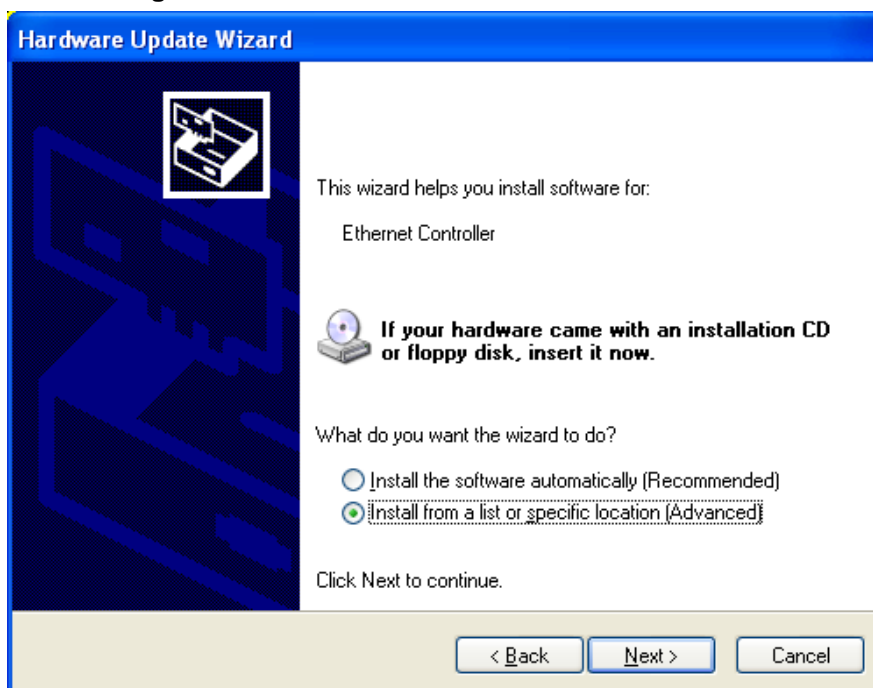 Hardware Update Wizard
This wizard helps you install software for:
Ethernet Controller
If your hardware came with an installation CD
or floppy disk, insert it now.
What do you want the wizard to do?
Install the software automatically (Recommended)
Install from a list or specific location (Advanced)
Click Next to continue.
< Back Next > Cancel